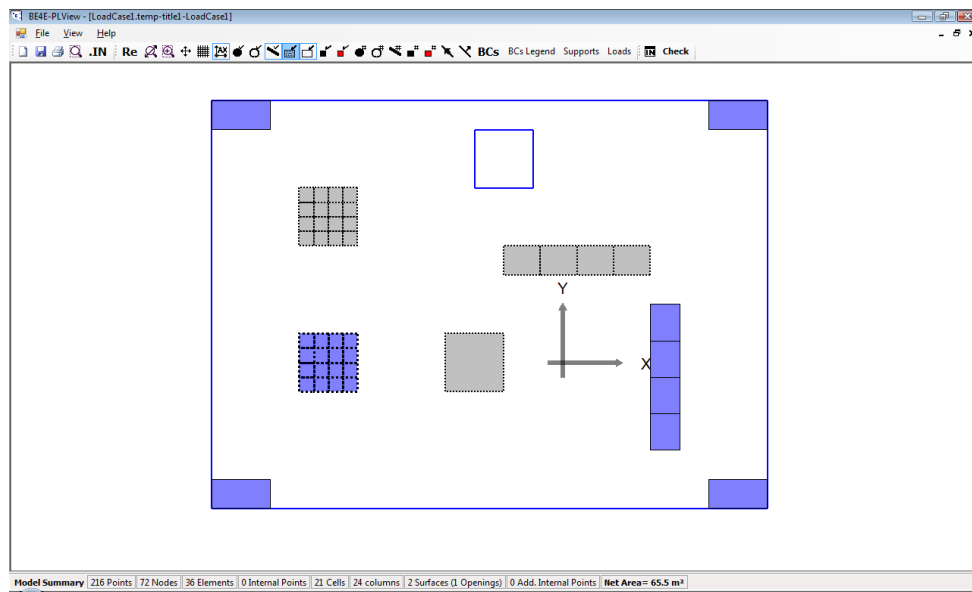 BE4E-PLView - [LoadCase1.temp-title1-LoadCase1]
File View Help
.IN Re AX BCs BCs Legend Supports Loads IN Check
Y
X
Model Summary 216 Points 72 Nodes 36 Elements 0 Internal Points 21 Cells 24 columns 2 Surfaces (1 Openings) 0 Add. Internal Points Net Area= 65.5 m²